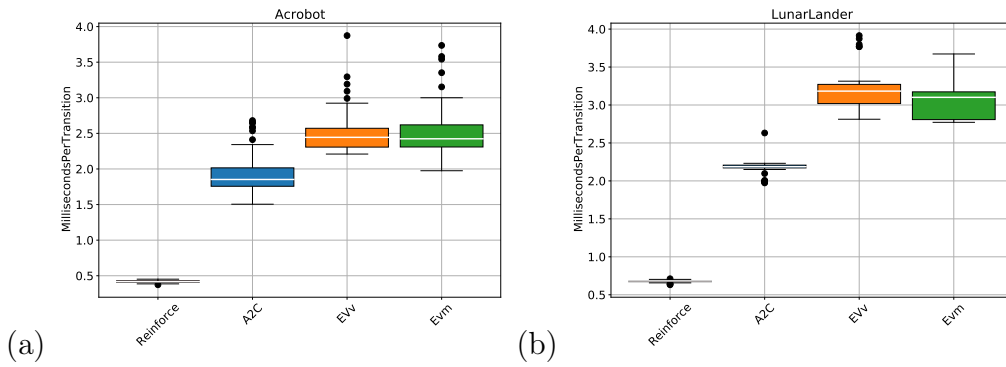 Acrobot
MillisecondsPerTransition
4.0
3.5
3.0
2.5
2.0
1.5
1.0
0.5
Reinforce
A2C
EVv
Evm
(a)
LunarLander
MillisecondsPerTransition
4.0
3.5
3.0
2.5
2.0
1.5
1.0
0.5
Reinforce
A2C
EVv
Evm
(b)